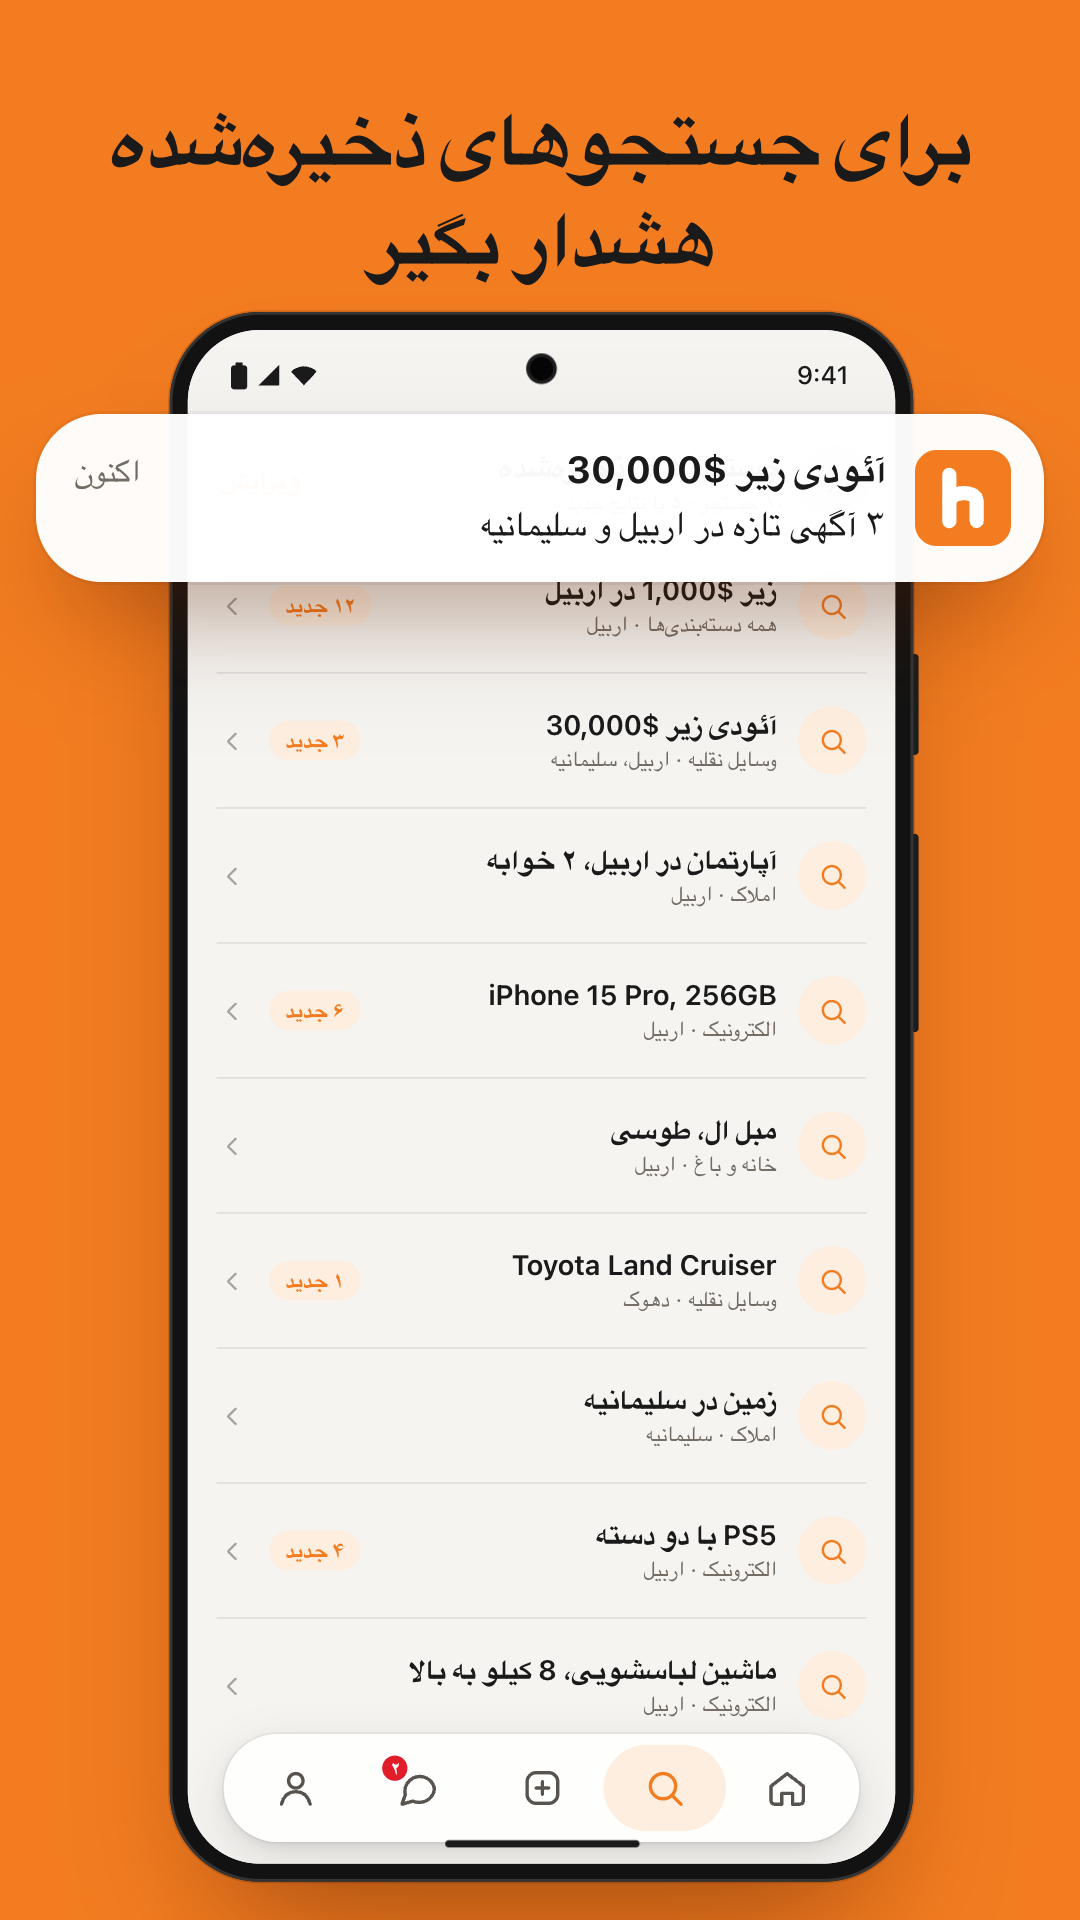 برای جستجوهای ذخیره‌شده
هشدار بگیر
9:41
آئودی زیر $30,000
اکنون
۳ آگهی تازه در اربیل و سلیمانیه
h
زیر $1,000 در اربیل
همه دسته‌بندی‌ها · اربیل
۱۲ جدید
آئودی زیر $30,000
وسایل نقلیه · اربیل، سلیمانیه
۳ جدید
آپارتمان در اربیل، ۲ خوابه
املاک · اربیل
iPhone 15 Pro, 256GB
الکترونیک · اربیل
۶ جدید
مبل ال، طوسی
خانه و باغ · اربیل
Toyota Land Cruiser
وسایل نقلیه · دهوک
۱ جدید
زمین در سلیمانیه
املاک · سلیمانیه
PS5 با دو دسته
الکترونیک · اربیل
۴ جدید
ماشین لباسشویی، 8 کیلو به بالا
الکترونیک · اربیل
۲